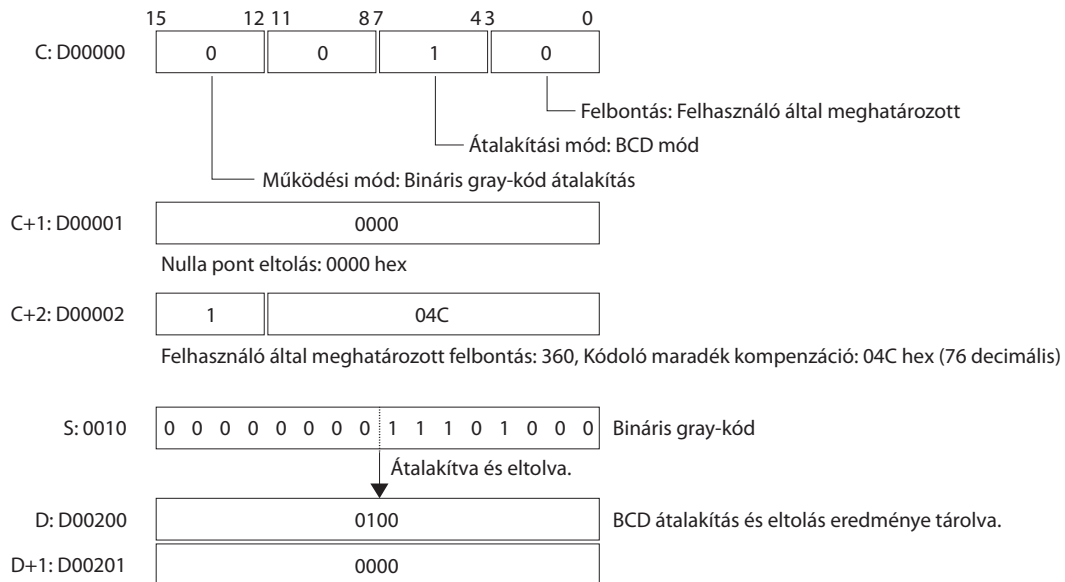 15 12 11 8 7 4 3 0
C: D00000 0 0 1 0
Felbontás: Felhasználó által meghatározott
Átalakítási mód: BCD mód
Működési mód: Bináris gray-kód átalakítás
C+1: D00001 0000
Nulla pont eltolás: 0000 hex
C+2: D00002 1 04C
Felhasználó által meghatározott felbontás: 360, Kódoló maradék kompenzáció: 04C hex (76 decimális)
S: 0010 0 0 0 0 0 0 0 0 1 1 1 0 1 0 0 0 Bináris gray-kód
Átalakítva és eltolva.
D: D00200 0100 BCD átalakítás és eltolás eredménye tárolva.
D+1: D00201 0000